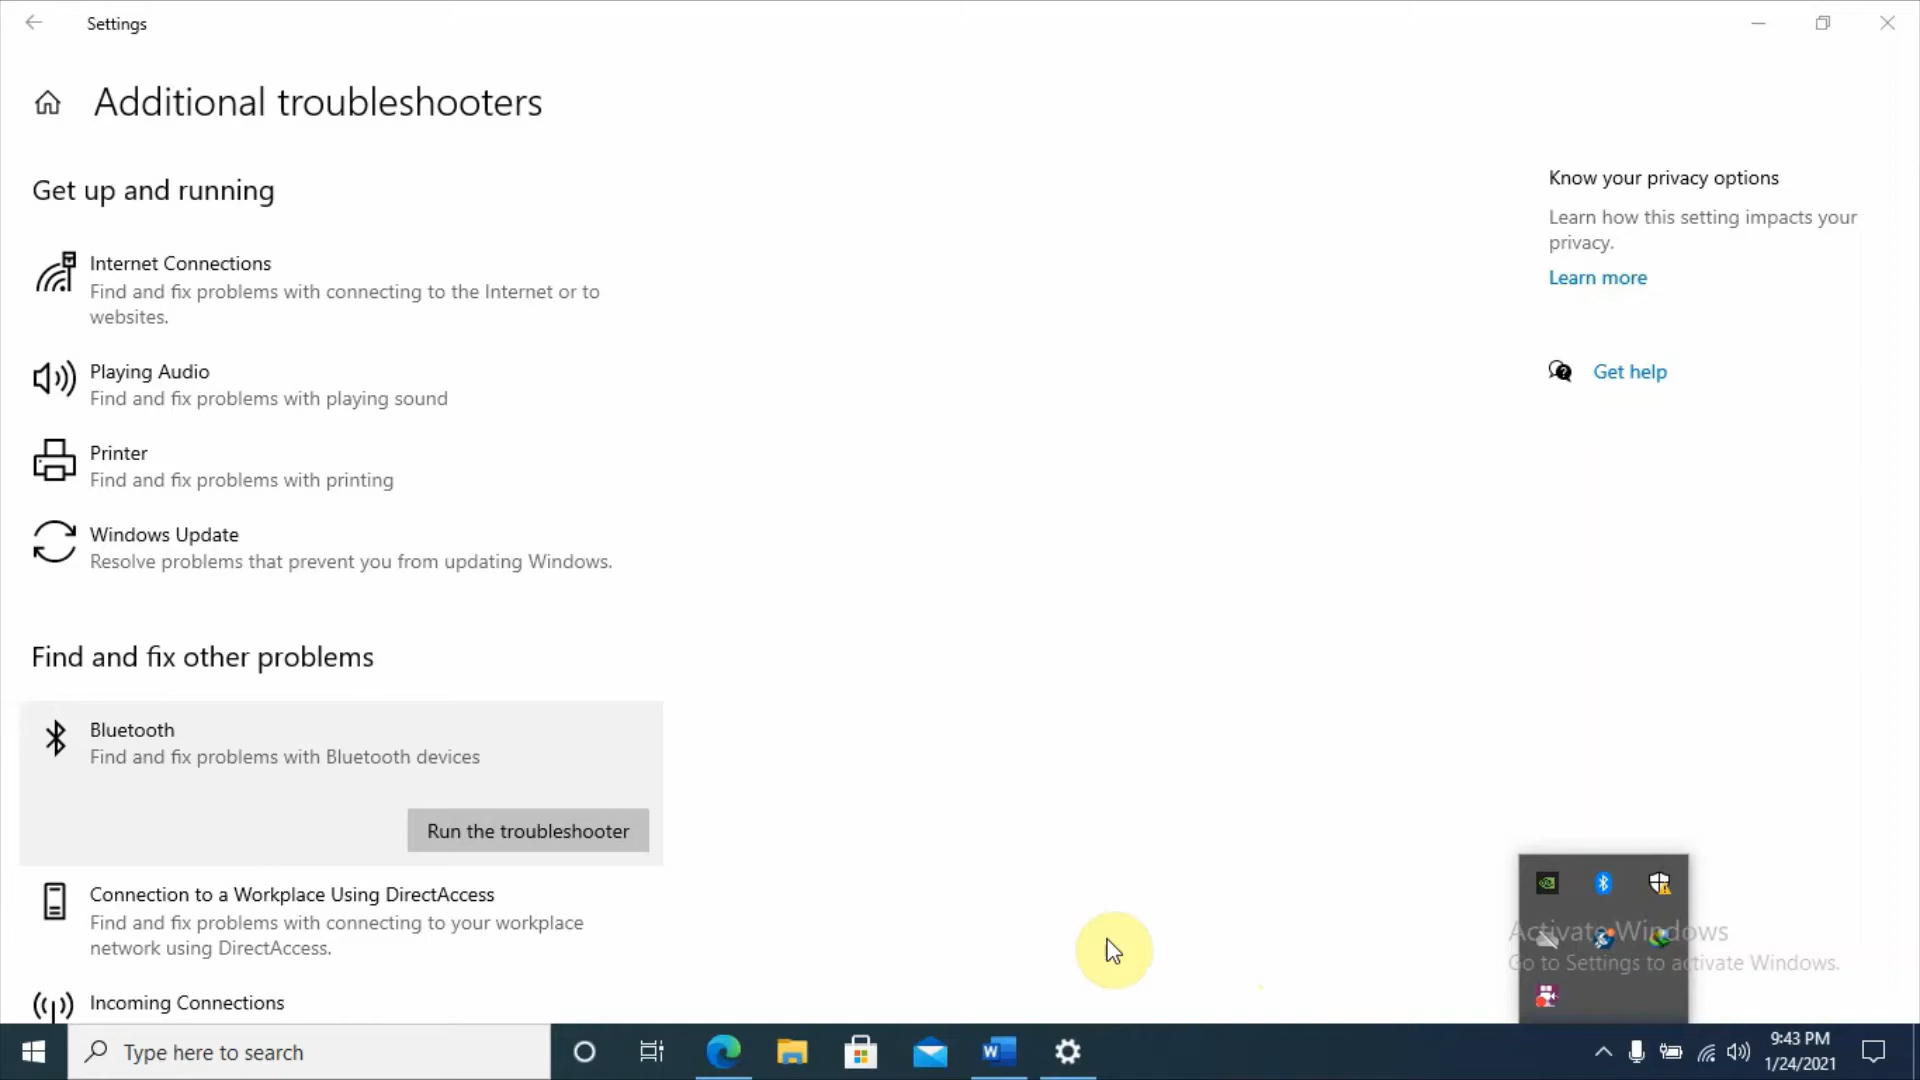 Settings
Additional troubleshooters
Get up and running
Internet Connections
Find and fix problems with connecting to the Internet or to
websites.
Playing Audio
Find and fix problems with playing sound
Printer
Find and fix problems with printing
Windows Update
Resolve problems that prevent you from updating Windows.
Find and fix other problems
Bluetooth
Find and fix problems with Bluetooth devices
Run the troubleshooter
Connection to a Workplace Using DirectAccess
Find and fix problems with connecting to your workplace
network using DirectAccess.
Incoming Connections
Know your privacy options
Learn how this setting impacts your
privacy.
Learn more
Get help
Activate Windows
Go to Settings to activate Windows.
Type here to search
W
9:43 PM
1/24/2021